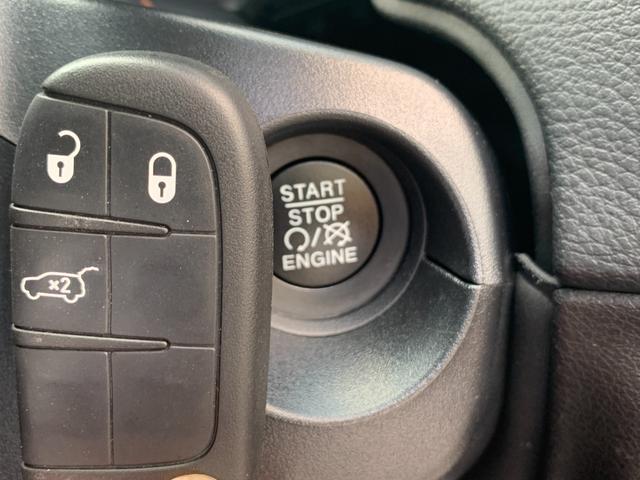 ×2
START
STOP
ENGINE